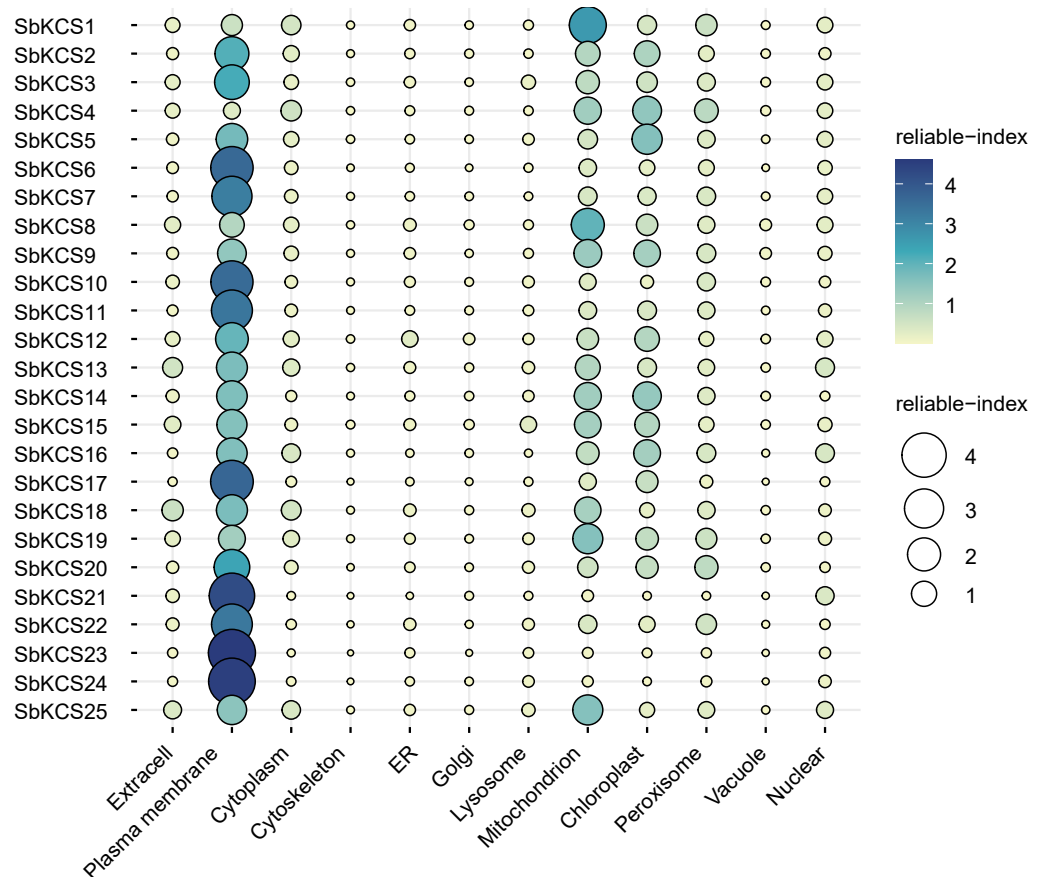 SbKCS1
SbKCS2
SbKCS3
SbKCS4
SbKCS5
SbKCS6
SbKCS7
SbKCS8
SbKCS9
SbKCS10
SbKCS11
SbKCS12
SbKCS13
SbKCS14
SbKCS15
SbKCS16
SbKCS17
SbKCS18
SbKCS19
SbKCS20
SbKCS21
SbKCS22
SbKCS23
SbKCS24
SbKCS25
Extracell
Plasma membrane
Cytoplasm
Cytoskeleton
ER
Golgi
Lysosome
Mitochondrion
Chloroplast
Peroxisome
Vacuole
Nuclear
reliable−index
4
3
2
1
reliable−index
4
3
2
1